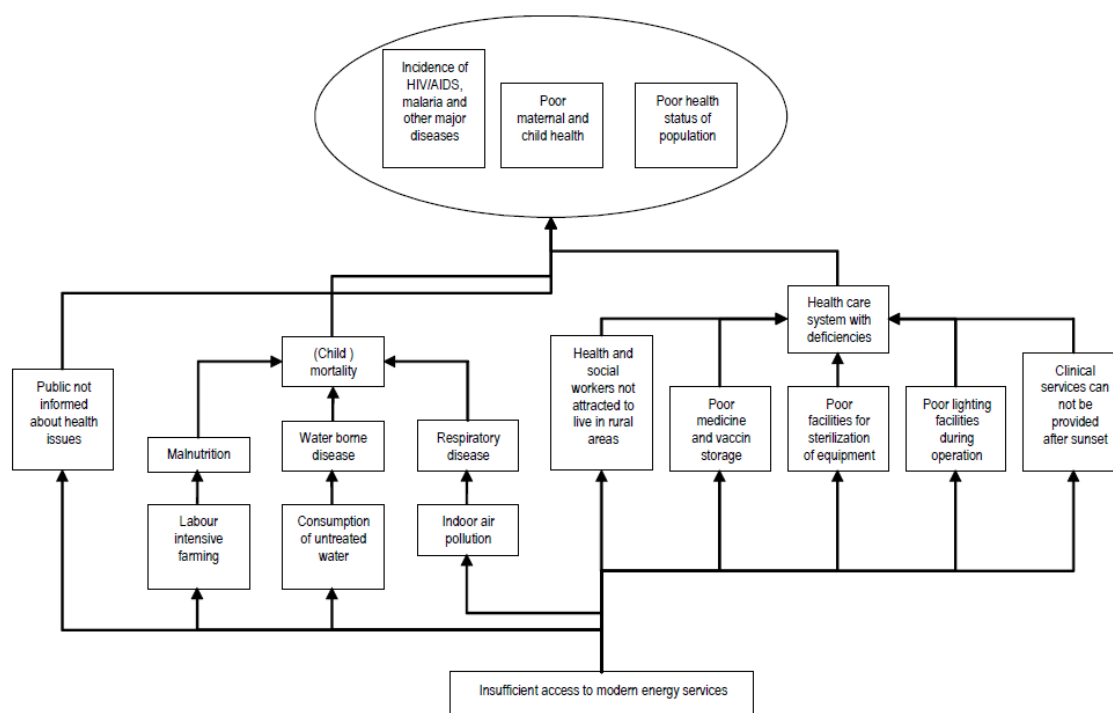 Incidence of
HIV/AIDS,
malaria and
other major
diseases
Poor
maternal and
child health
Poor health
status of
population
Health care
system with
deficiencies
(Child )
mortality
Public not
informed
about health
issues
Malnutrition
Water borne
disease
Respiratory
disease
Health and
social
workers not
attracted to
live in rural
areas
Poor
medicine
and vaccin
storage
Poor
facilities for
sterilization
of equipment
Poor lighting
facilities
during
operation
Clinical
services can
not be
provided
after sunset
Labour
intensive
farming
Consumption
of untreated
water
Indoor air
pollution
Insufficient access to modern energy services